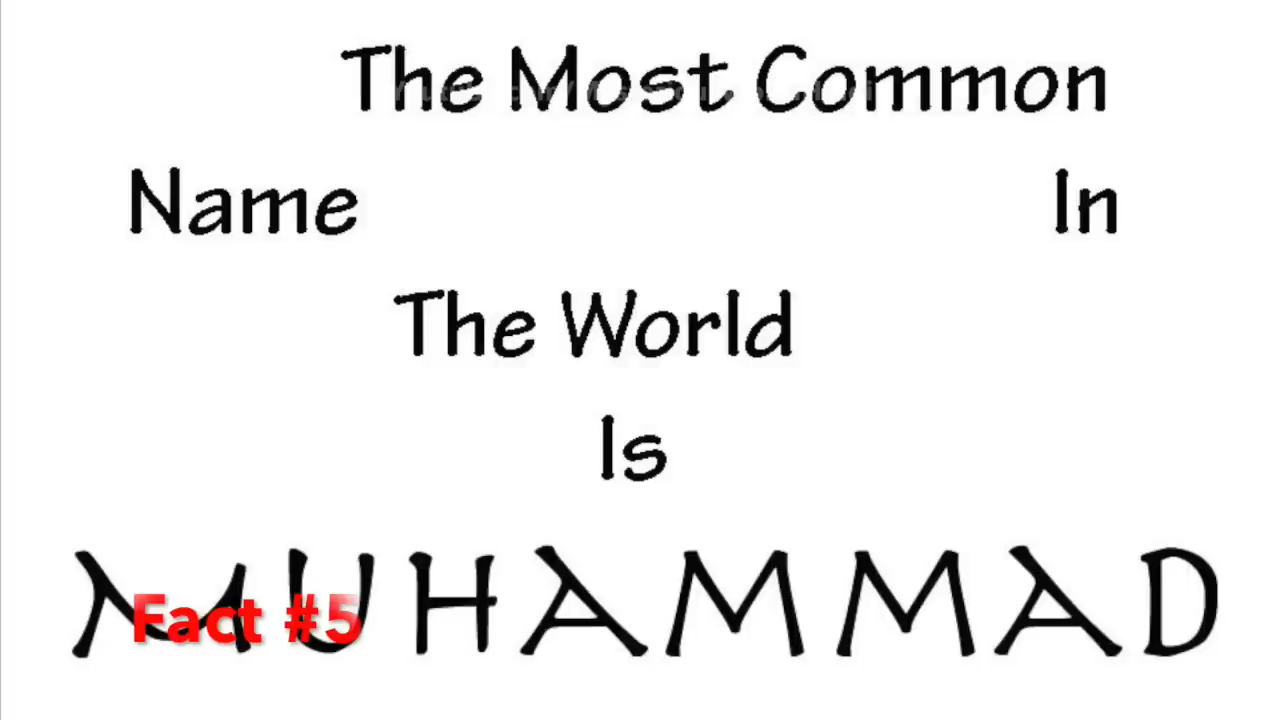 The Most Common
Name In
The World
Is
MUHAMMAD
Fact #5